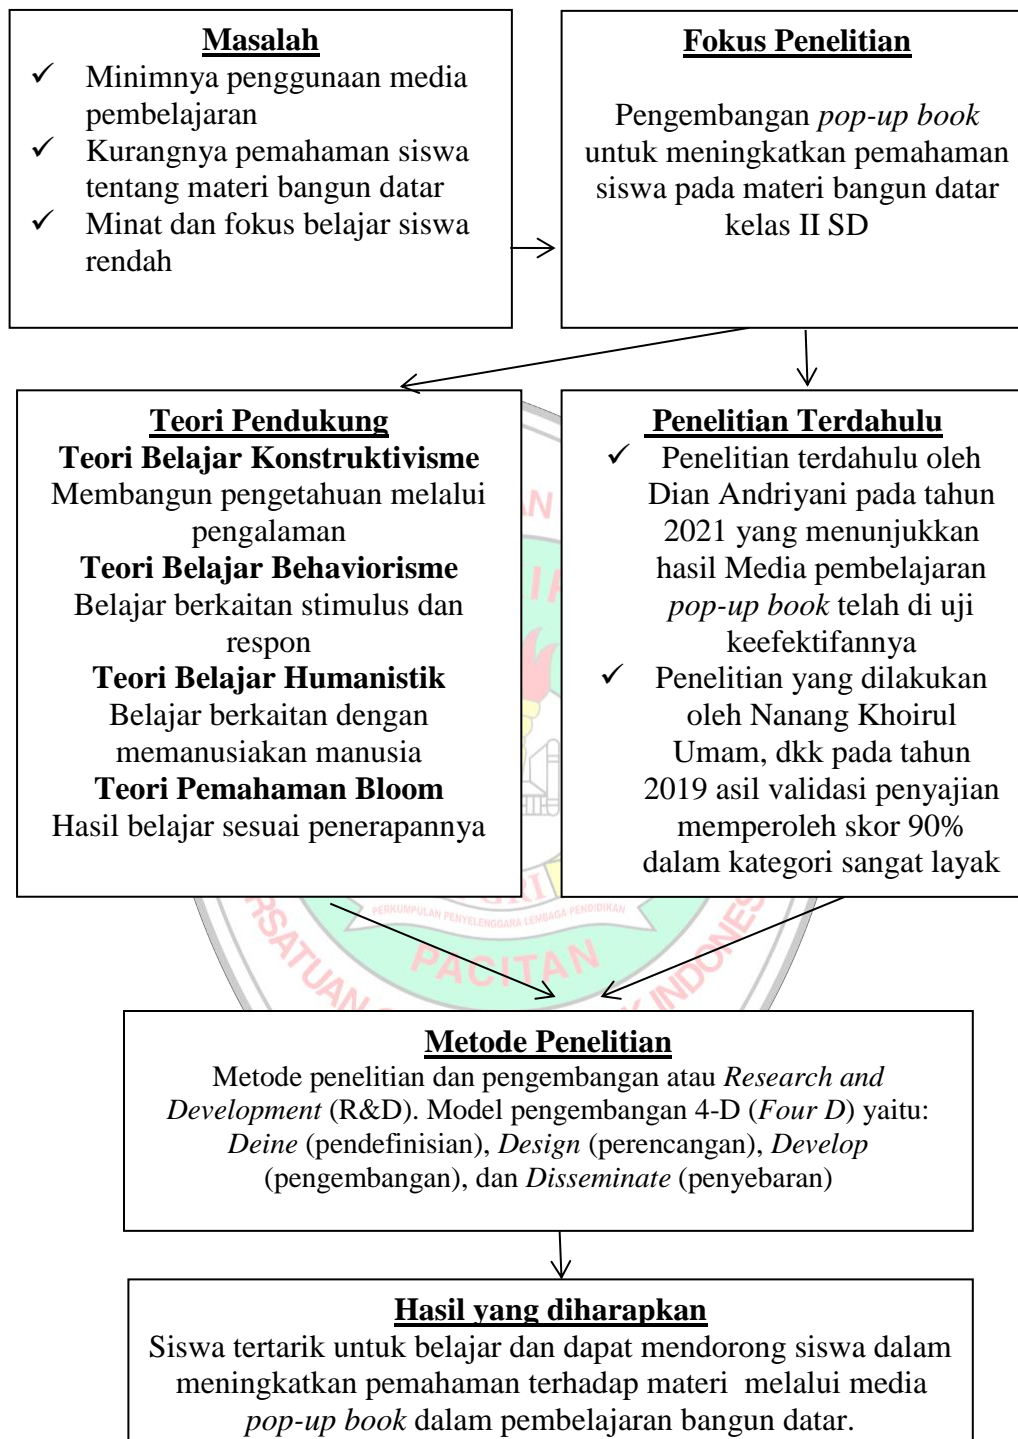 Masalah
✓ Minimnya penggunaan media
pembelajaran
✓ Kurangnya pemahaman siswa
tentang materi bangun datar
✓ Minat dan fokus belajar siswa
rendah
Fokus Penelitian
Pengembangan pop-up book
untuk meningkatkan pemahaman
siswa pada materi bangun datar
kelas II SD
Teori Pendukung
Teori Belajar Konstruktivisme
Membangun pengetahuan melalui
pengalaman
Teori Belajar Behaviorisme
Belajar berkaitan stimulus dan
respon
Teori Belajar Humanistik
Belajar berkaitan dengan
memanusiakan manusia
Teori Pemahaman Bloom
Hasil belajar sesuai penerapannya
Penelitian Terdahulu
✓ Penelitian terdahulu oleh
Dian Andriyani pada tahun
2021 yang menunjukkan
hasil Media pembelajaran
pop-up book telah di uji
keefektifannya
✓ Penelitian yang dilakukan
oleh Nanang Khoirul
Umam, dkk pada tahun
2019 asil validasi penyajian
memperoleh skor 90%
dalam kategori sangat layak
PERKUMPULAN PENYELENGGARA LEMBAGA PENDIDIKAN
PACITAN
Metode Penelitian
Metode penelitian dan pengembangan atau Research and
Development (R&D). Model pengembangan 4-D (Four D) yaitu:
Deine (pendefinisian), Design (perencangan), Develop
(pengembangan), dan Disseminate (penyebaran)
Hasil yang diharapkan
Siswa tertarik untuk belajar dan dapat mendorong siswa dalam
meningkatkan pemahaman terhadap materi melalui media
pop-up book dalam pembelajaran bangun datar.